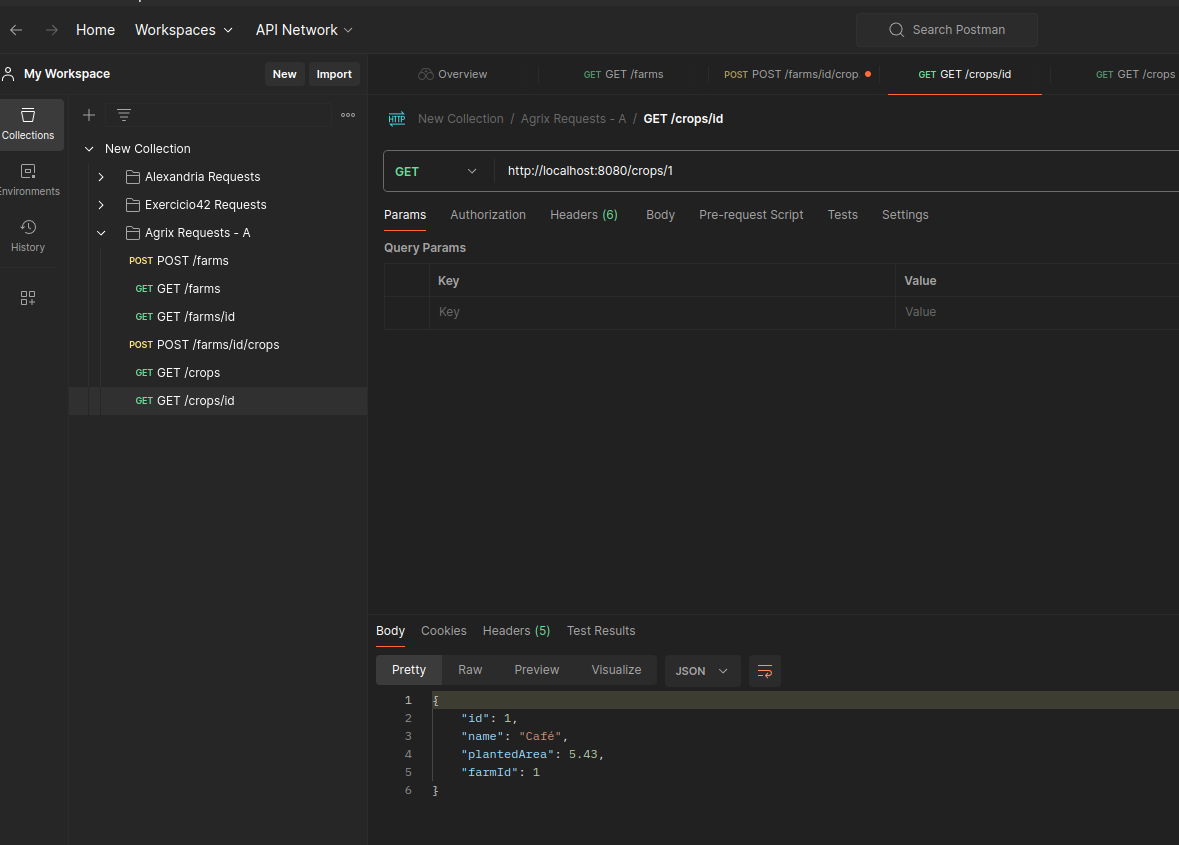 Home Workspaces API Network Search Postman
My Workspace New Import
Overview GET GET /farms POST POST /farms/id/crop GET GET /crops/id GET GET /crops
Collections
Environments
History
New Collection
Alexandria Requests
Exercicio42 Requests
Agrix Requests - A
POST POST /farms
GET GET /farms
GET GET /farms/id
POST POST /farms/id/crops
GET GET /crops
GET GET /crops/id
HTTP New Collection / Agrix Requests - A / GET /crops/id
GET http://localhost:8080/crops/1
Params Authorization Headers (6) Body Pre-request Script Tests Settings
Query Params
Key Value
Key Value
Body Cookies Headers (5) Test Results
Pretty Raw Preview Visualize JSON
1 {
2 "id": 1,
3 "name": "Café",
4 "plantedArea": 5.43,
5 "farmId": 1
6 }